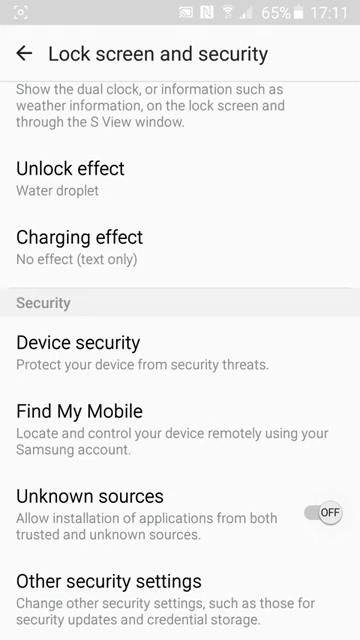 65% 17:11
Lock screen and security
Show the dual clock, or information such as
weather information, on the lock screen and
through the S View window.
Unlock effect
Water droplet
Charging effect
No effect (text only)
Security
Device security
Protect your device from security threats.
Find My Mobile
Locate and control your device remotely using your
Samsung account.
Unknown sources
Allow installation of applications from both
trusted and unknown sources.
OFF
Other security settings
Change other security settings, such as those for
security updates and credential storage.